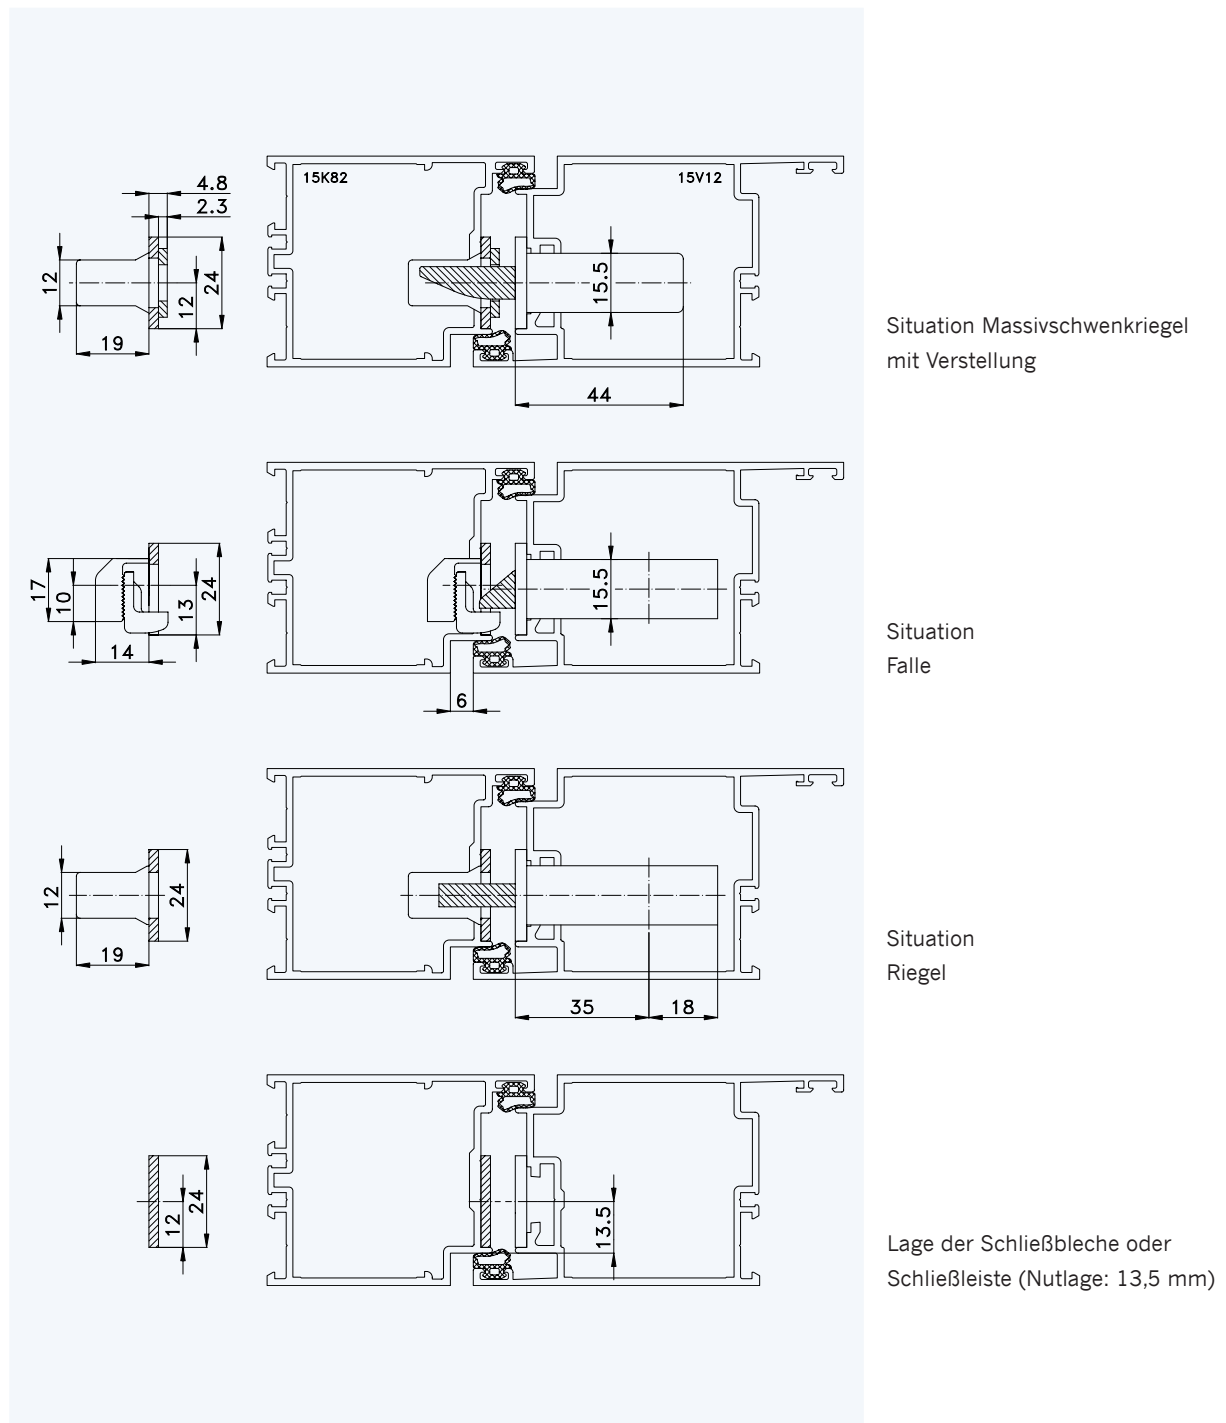 15K82
15V12
4.8
2.3
12
24
12
19
15.5
44
Situation Massivschwenkriegel
mit Verstellung
17
10
13
24
14
15.5
6
Situation
Falle
12
24
19
35
18
Situation
Riegel
12
24
13.5
Lage der Schließbleche oder
Schließleiste (Nutlage: 13,5 mm)